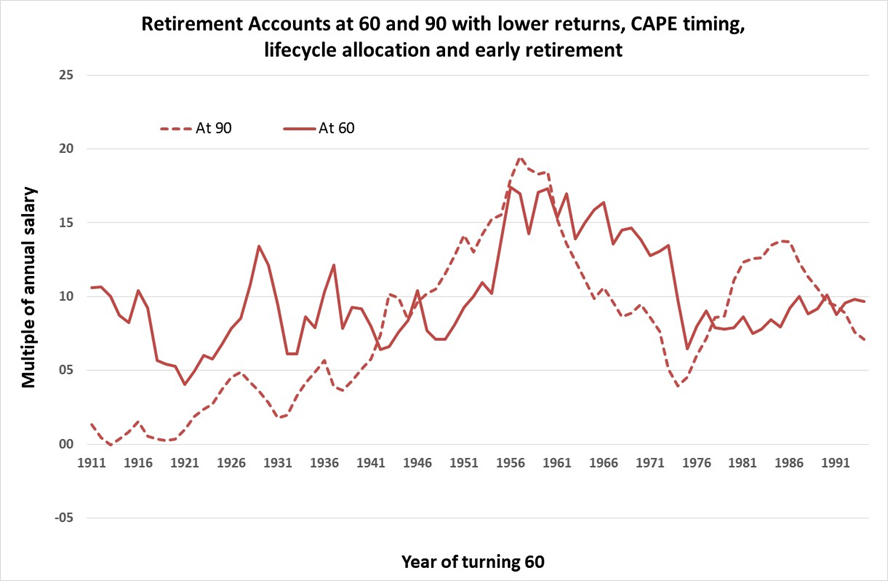 Retirement Accounts at 60 and 90 with lower returns, CAPE timing,
lifecycle allocation and early retirement
25
At 90 At 60
20
15
10
05
00
1911 1916 1921 1926 1931 1936 1941 1946 1951 1956 1961 1966 1971 1976 1981 1986 1991
-05
Multiple of annual salary
Year of turning 60